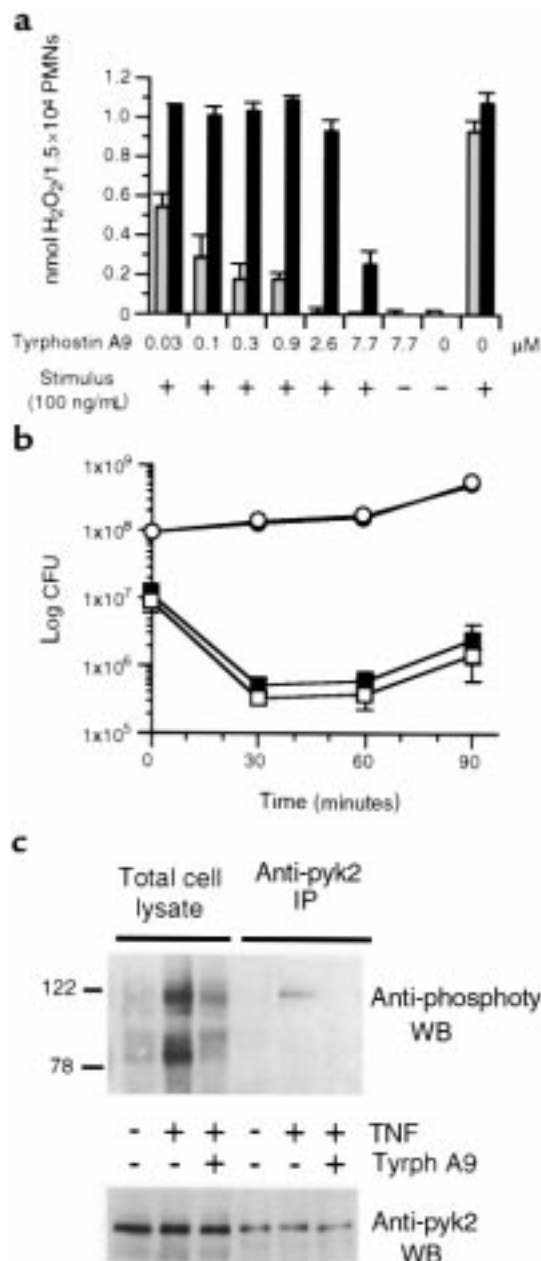 a
nmol H₂O₂/1.5×10⁴ PMNs
1.2
1.0
0.8
0.6
0.4
0.2
0
Tyrphostin A9 0.03 0.1 0.3 0.9 2.6 7.7 7.7 0 0 μM
Stimulus
(100 ng/mL) + + + + + + – – +
b
Log CFU
1x10⁹
1x10⁸
1x10⁷
1x10⁶
1x10⁵
0 30 60 90
Time (minutes)
c
Total cell lysate
Anti-pyk2 IP
122
78
Anti-phosphoty
WB
- + + - + + TNF
- - + - - + Tyrph A9
Anti-pyk2
WB